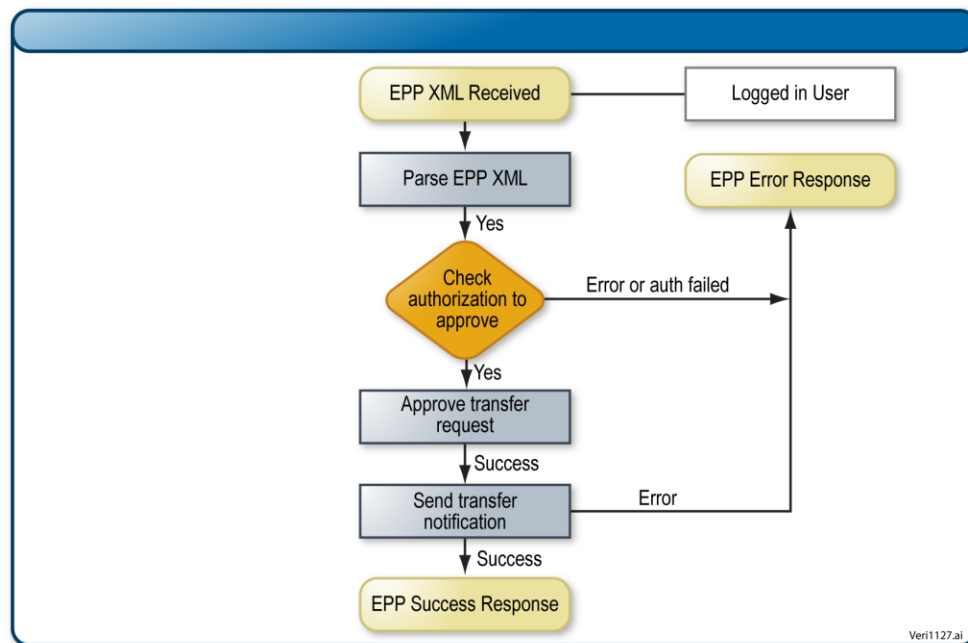 EPP XML Received
Logged in User
Parse EPP XML
EPP Error Response
Yes
Check
authorization to
approve
Error or auth failed
Yes
Approve transfer
request
Success
Send transfer
notification
Error
Success
EPP Success Response
Veri1127.ai